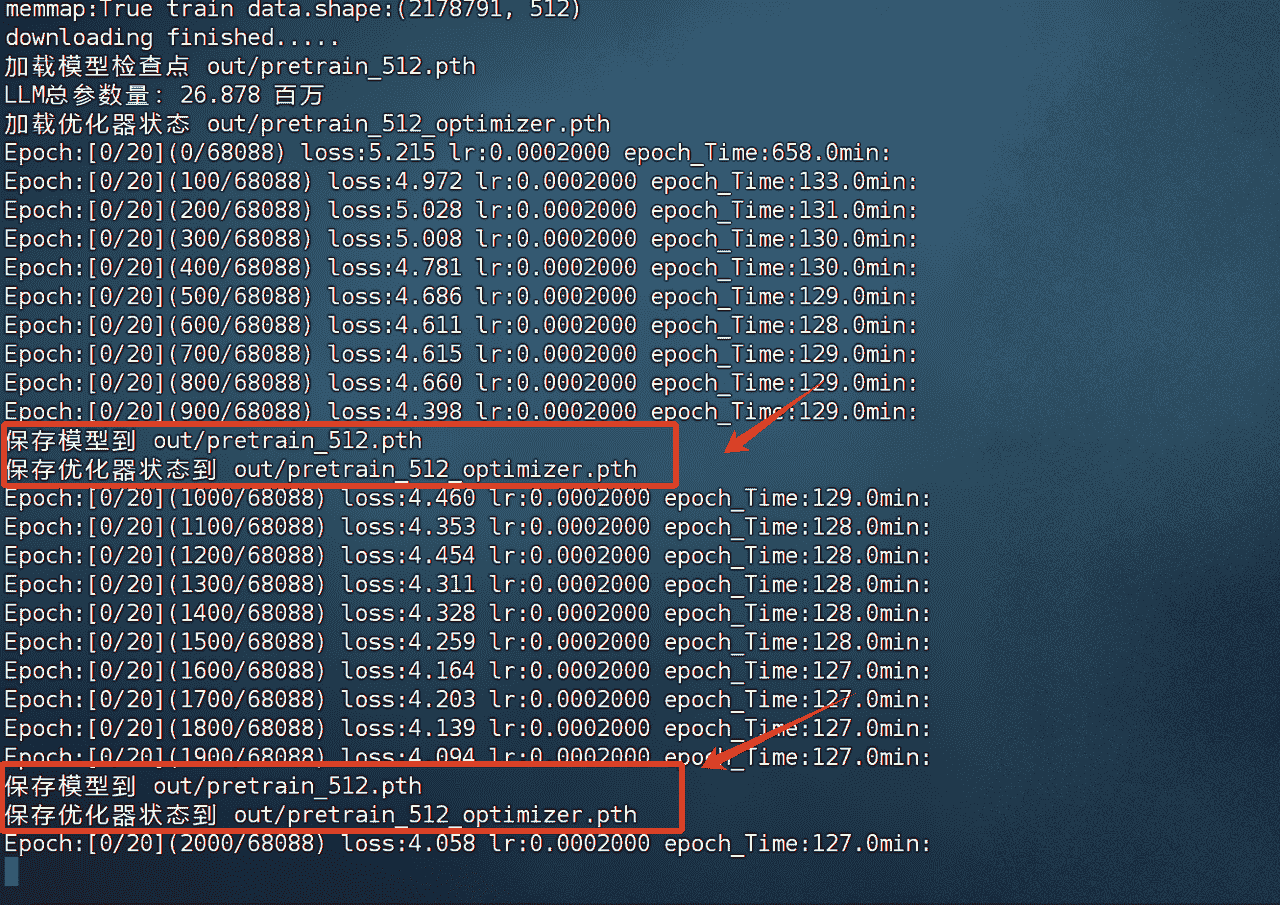 memmap:True train data.shape:(2178791, 512)
downloading finished.....
加载模型检查点 out/pretrain_512.pth
LLM总参数量: 26.878 百万
加载优化器状态 out/pretrain_512_optimizer.pth
Epoch:[0/20](0/68088) loss:5.215 lr:0.0002000 epoch_Time:658.0min:
Epoch:[0/20](100/68088) loss:4.972 lr:0.0002000 epoch_Time:133.0min:
Epoch:[0/20](200/68088) loss:5.028 lr:0.0002000 epoch_Time:131.0min:
Epoch:[0/20](300/68088) loss:5.008 lr:0.0002000 epoch_Time:130.0min:
Epoch:[0/20](400/68088) loss:4.781 lr:0.0002000 epoch_Time:130.0min:
Epoch:[0/20](500/68088) loss:4.686 lr:0.0002000 epoch_Time:129.0min:
Epoch:[0/20](600/68088) loss:4.611 lr:0.0002000 epoch_Time:128.0min:
Epoch:[0/20](700/68088) loss:4.615 lr:0.0002000 epoch_Time:129.0min:
Epoch:[0/20](800/68088) loss:4.660 lr:0.0002000 epoch_Time:129.0min:
Epoch:[0/20](900/68088) loss:4.398 lr:0.0002000 epoch_Time:129.0min:
保存模型到 out/pretrain_512.pth
保存优化器状态到 out/pretrain_512_optimizer.pth
Epoch:[0/20](1000/68088) loss:4.460 lr:0.0002000 epoch_Time:129.0min:
Epoch:[0/20](1100/68088) loss:4.353 lr:0.0002000 epoch_Time:128.0min:
Epoch:[0/20](1200/68088) loss:4.454 lr:0.0002000 epoch_Time:128.0min:
Epoch:[0/20](1300/68088) loss:4.311 lr:0.0002000 epoch_Time:128.0min:
Epoch:[0/20](1400/68088) loss:4.328 lr:0.0002000 epoch_Time:128.0min:
Epoch:[0/20](1500/68088) loss:4.259 lr:0.0002000 epoch_Time:128.0min:
Epoch:[0/20](1600/68088) loss:4.164 lr:0.0002000 epoch_Time:127.0min:
Epoch:[0/20](1700/68088) loss:4.203 lr:0.0002000 epoch_Time:127.0min:
Epoch:[0/20](1800/68088) loss:4.139 lr:0.0002000 epoch_Time:127.0min:
Epoch:[0/20](1900/68088) loss:4.094 lr:0.0002000 epoch_Time:127.0min:
保存模型到 out/pretrain_512.pth
保存优化器状态到 out/pretrain_512_optimizer.pth
Epoch:[0/20](2000/68088) loss:4.058 lr:0.0002000 epoch_Time:127.0min: